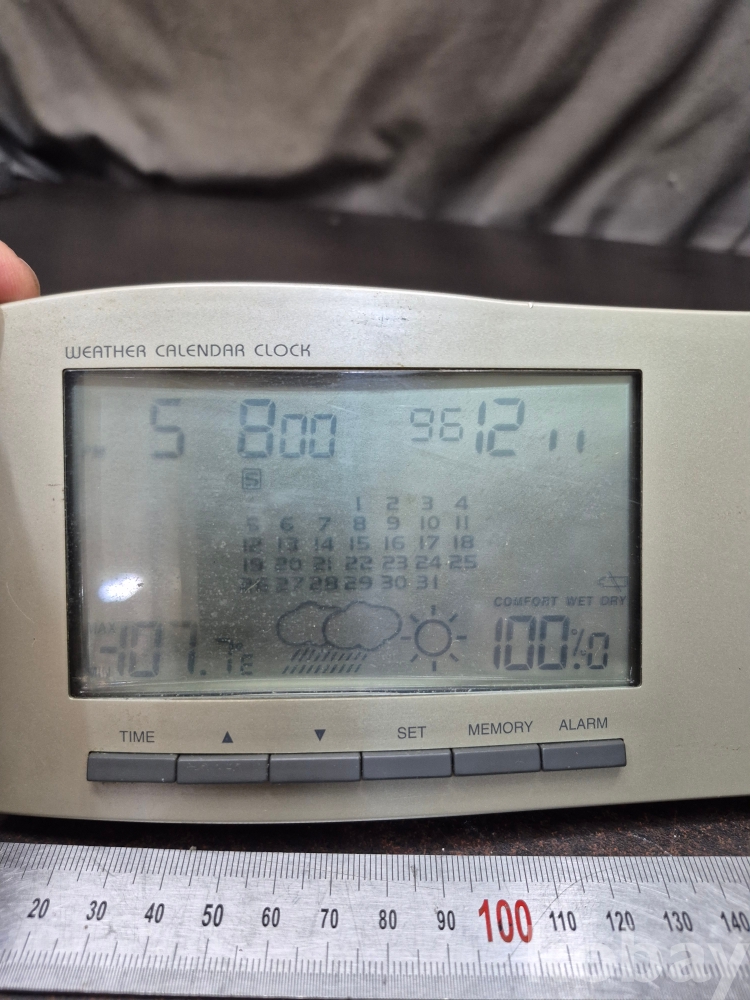 WEATHER CALENDAR CLOCK
5 800 96 12 11
S
1 2 3 4
5 6 7 8 9 10 11
12 13 14 15 16 17 18
19 20 21 22 23 24 25
26 27 28 29 30 31
COMFORT WET DRY
100%
TIME ▲ ▼ SET MEMORY ALARM
20 30 40 50 60 70 80 90 100 110 120 130 140
ebay